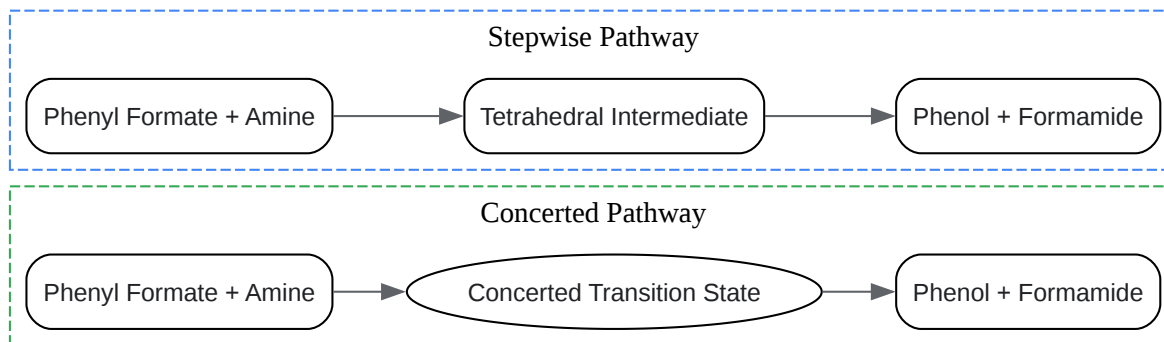 Stepwise Pathway
Phenyl Formate + Amine
Tetrahedral Intermediate
Phenol + Formamide
Concerted Pathway
Phenyl Formate + Amine
Concerted Transition State
Phenol + Formamide